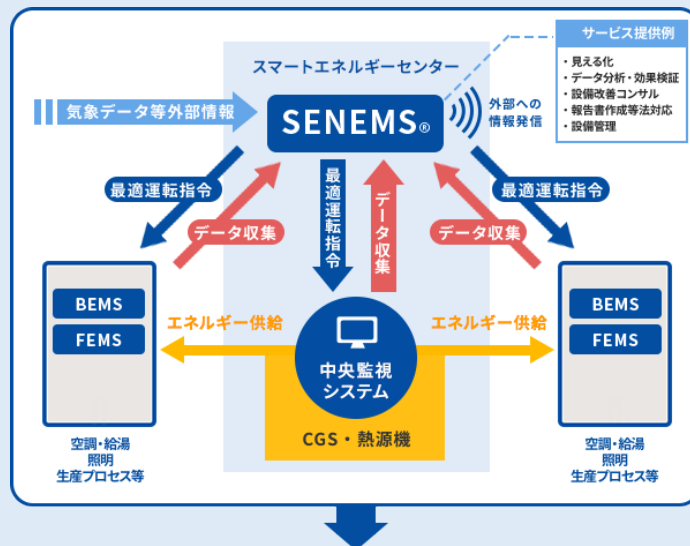 サービス提供例
・見える化
・データ分析・効果検証
・設備改善コンサル
・報告書作成等法対応
・設備管理
スマートエネルギーセンター
気象データ等外部情報
SENEMS®
外部への
情報発信
最適運転指令
データ収集
最適運転指令
データ収集
データ収集
最適運転指令
BEMS
FEMS
エネルギー供給
中央監視
システム
CGS・熱源機
エネルギー供給
BEMS
FEMS
空調・給湯
照明
生産プロセス等
空調・給湯
照明
生産プロセス等